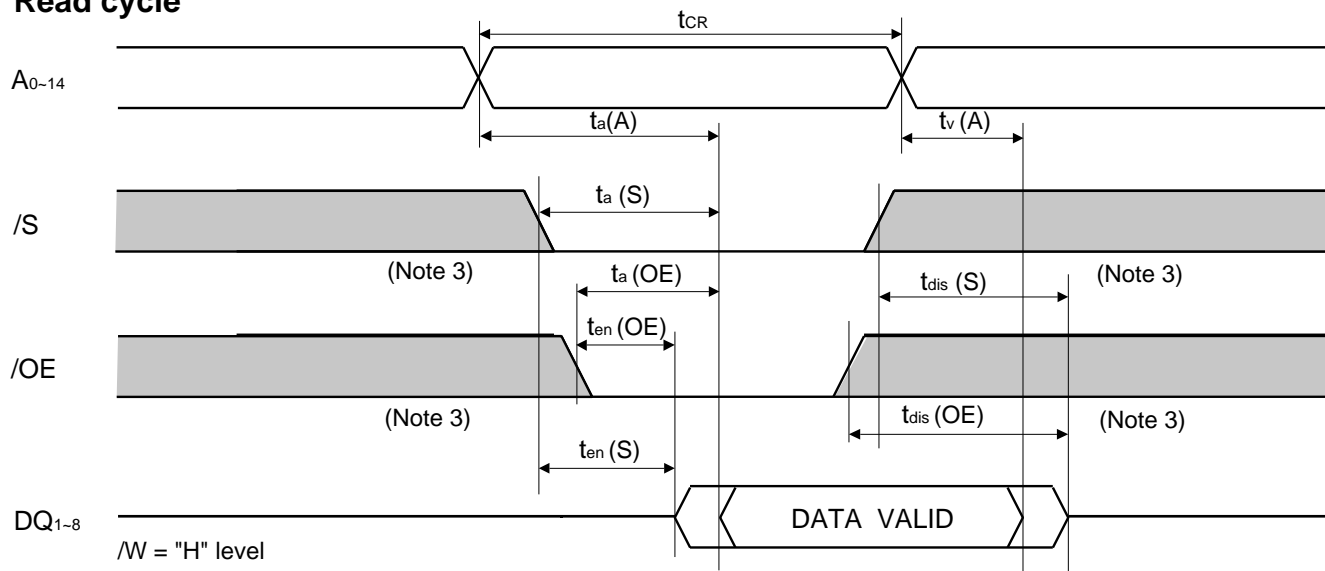 Read cycle
tCR
A0~14
ta(A)
tv (A)
ta (S)
/S
(Note 3)
ta (OE)
tdis (S)
(Note 3)
ten (OE)
/OE
(Note 3)
tdis (OE)
(Note 3)
ten (S)
DQ1~8
DATA VALID
/W = "H" level